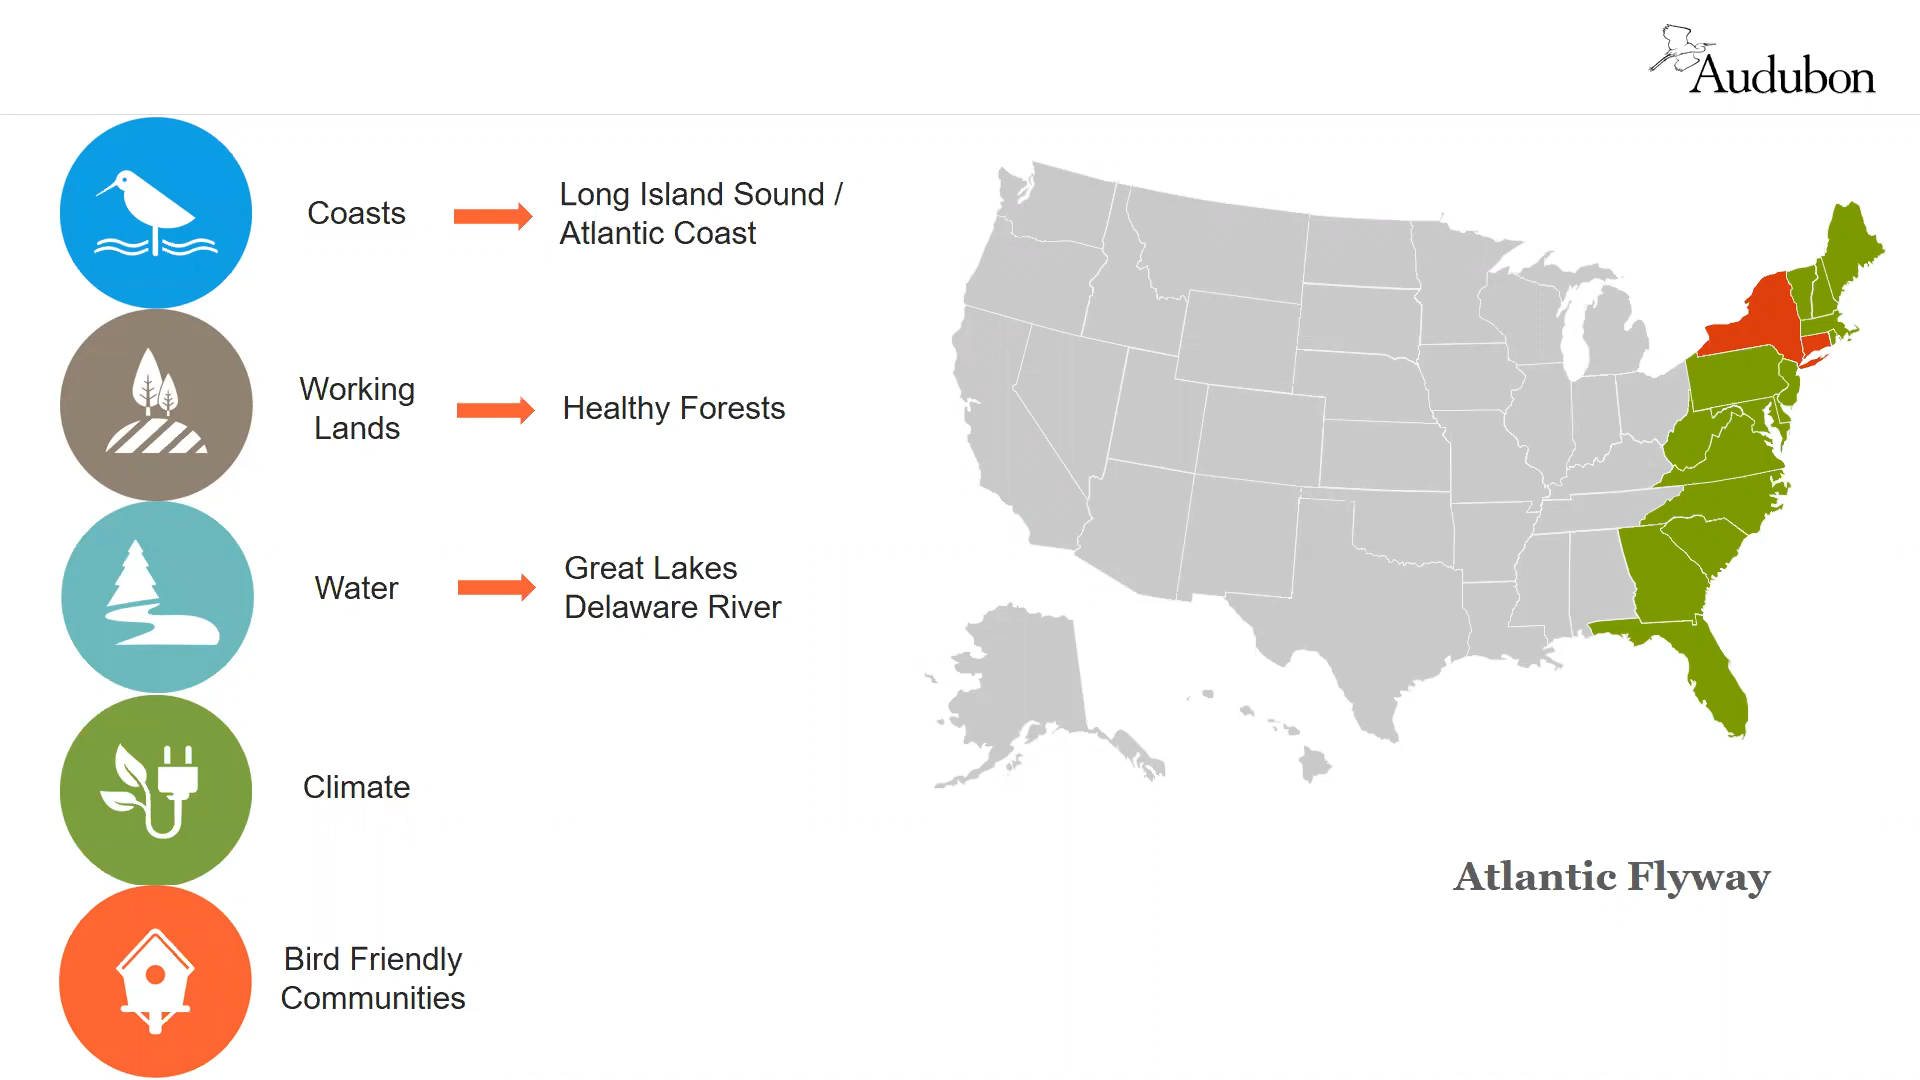 Audubon
Coasts
Long Island Sound /
Atlantic Coast
Working
Lands
Healthy Forests
Water
Great Lakes
Delaware River
Climate
Atlantic Flyway
Bird Friendly
Communities